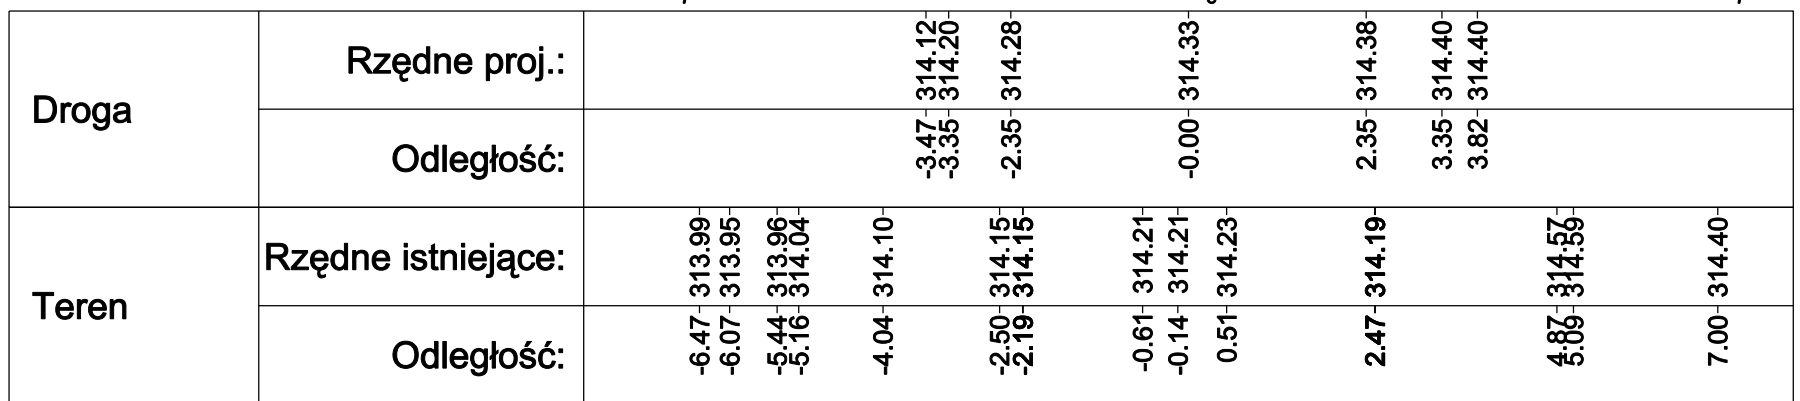 Droga
Rzędne proj.: 314.12 314.20 314.28 314.33 314.38 314.40 314.40
Odległość: -3.47 -3.35 -2.35 -0.00 2.35 3.35 3.82
Teren
Rzędne istniejące: 313.99 313.95 313.96 314.04 314.10 314.15 314.15 314.21 314.21 314.23 314.19 314.57 314.59 314.40
Odległość: -6.47 -6.07 -5.44 -5.16 -4.04 -2.50 -2.19 -0.61 -0.14 0.51 2.47 4.87 5.09 7.00